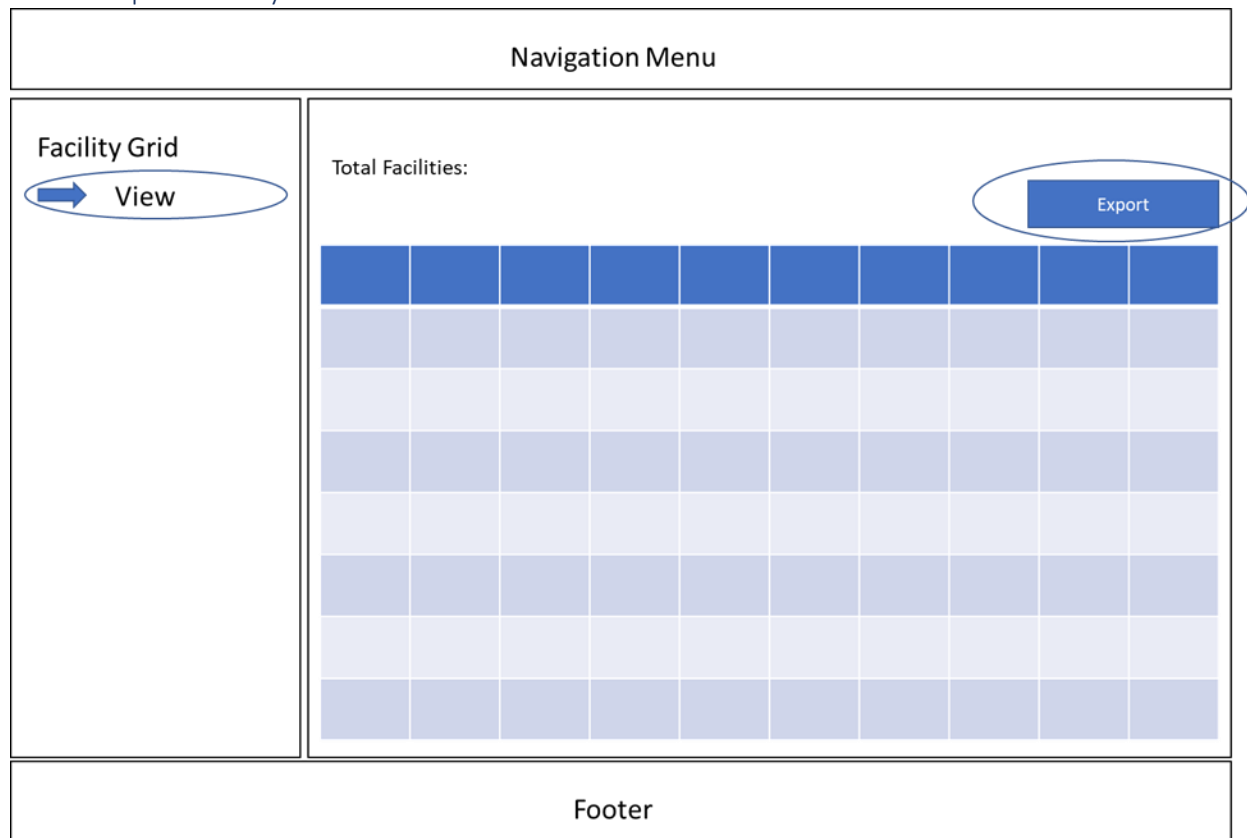 Navigation Menu
Facility Grid
View
Total Facilities:
Export
Footer